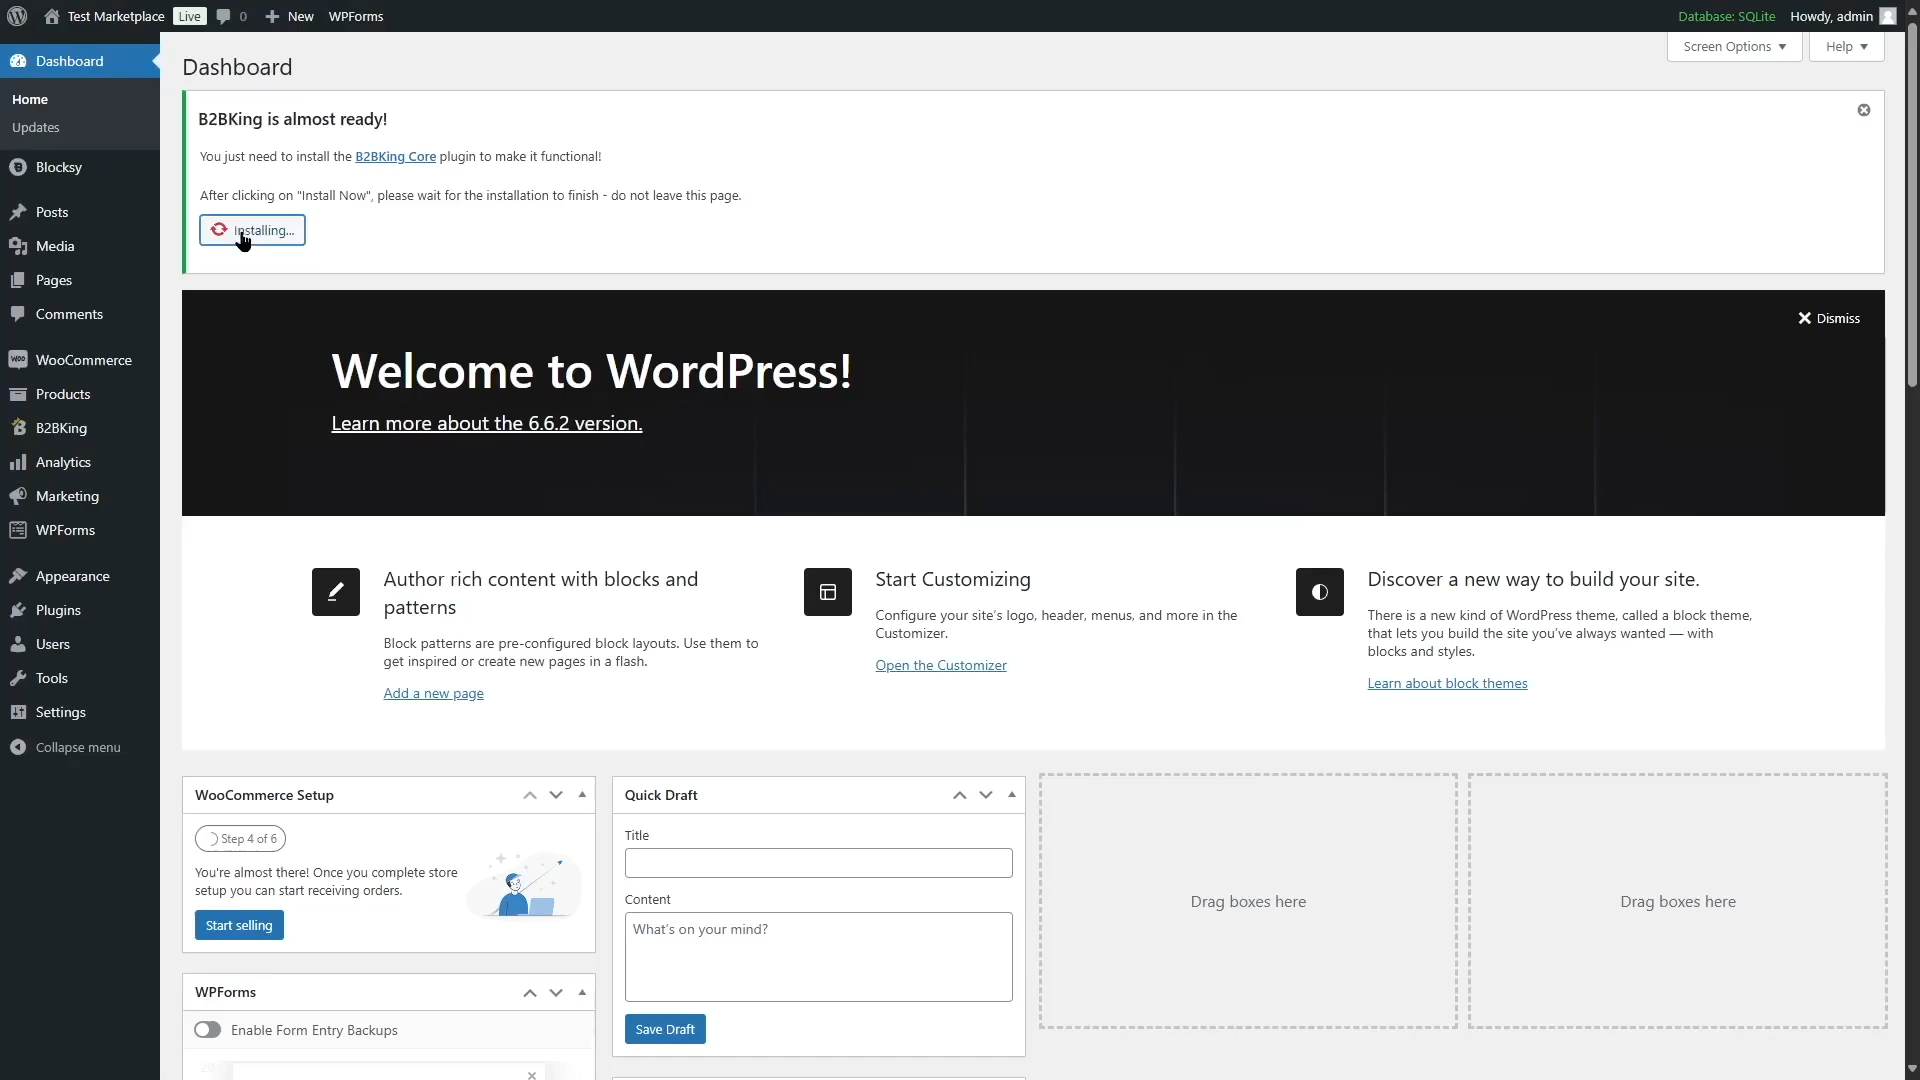 Test Marketplace
Live
0
New
WPForms
Database: SQLite
Howdy, admin
Dashboard
Home
Updates
Blocksy
Posts
Media
Pages
Comments
WooCommerce
Products
B2BKing
Analytics
Marketing
WPForms
Appearance
Plugins
Users
Tools
Settings
Collapse menu
Screen Options
Help
Dashboard
B2BKing is almost ready!
You just need to install the B2BKing Core plugin to make it functional!
After clicking on "Install Now", please wait for the installation to finish - do not leave this page.
Installing...
Dismiss
Welcome to WordPress!
Learn more about the 6.6.2 version.
Author rich content with blocks and
patterns
Block patterns are pre-configured block layouts. Use them to
get inspired or create new pages in a flash.
Add a new page
Start Customizing
Configure your site’s logo, header, menus, and more in the
Customizer.
Open the Customizer
Discover a new way to build your site.
There is a new kind of WordPress theme, called a block theme,
that lets you build the site you’ve always wanted — with
blocks and styles.
Learn about block themes
WooCommerce Setup
Step 4 of 6
You're almost there! Once you complete store
setup you can start receiving orders.
Start selling
WPForms
Enable Form Entry Backups
Quick Draft
Title
Content
What’s on your mind?
Save Draft
Drag boxes here
Drag boxes here